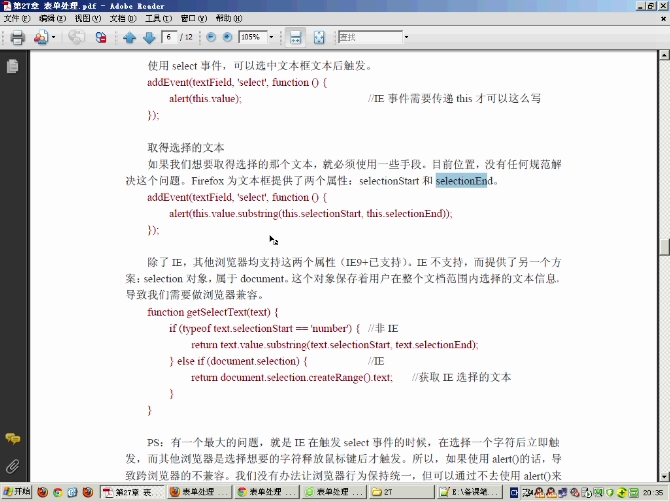 第27章 表单处理.pdf - Adobe Reader
文件(F) 编辑(E) 视图(V) 文档(D) 工具(T) 窗口(W) 帮助(H)
6 / 12 105% 查找
使用 select 事件，可以选中文本框文本后触发。
addEvent(textField, 'select', function () {
alert(this.value); //IE 事件需要传递 this 才可以这么写
});
取得选择的文本
如果我们想要取得选择的那个文本，就必须使用一些手段。目前位置，没有任何规范解
决这个问题。Firefox 为文本框提供了两个属性：selectionStart 和 selectionEnd。
addEvent(textField, 'select', function () {
alert(this.value.substring(this.selectionStart, this.selectionEnd));
});
除了 IE，其他浏览器均支持这两个属性（IE9+已支持）。IE 不支持，而提供了另一个方
案：selection 对象，属于 document。这个对象保存着用户在整个文档范围内选择的文本信息。
导致我们需要做浏览器兼容。
function getSelectText(text) {
if (typeof text.selectionStart == 'number') { //非 IE
return text.value.substring(text.selectionStart, text.selectionEnd);
} else if (document.selection) { //IE
return document.selection.createRange().text; //获取 IE 选择的文本
}
}
PS：有一个最大的问题，就是 IE 在触发 select 事件的时候，在选择一个字符后立即触
发，而其他浏览器是选择想要的字符释放鼠标键后才触发。所以，如果使用 alert()的话，导
致跨浏览器的不兼容。我们没有办法让浏览器行为保持统一，但可以通过不去使用 alert()来
开始 第27章 表... 表单处理 ... 表单处理 ... 表单处理 ... 27 E:\备课端... 20:35